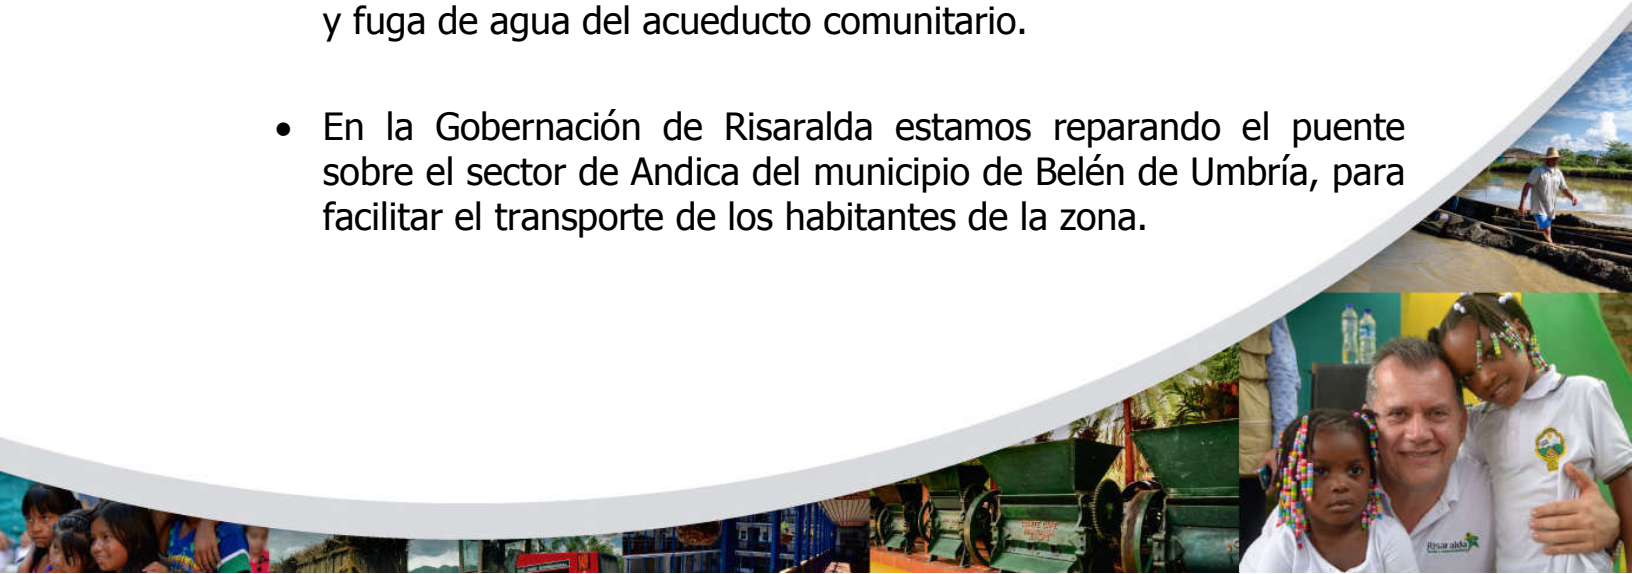 y fuga de agua del acueducto comunitario.
• En la Gobernación de Risaralda estamos reparando el puente
sobre el sector de Andica del municipio de Belén de Umbría, para
facilitar el transporte de los habitantes de la zona.
Risaralda